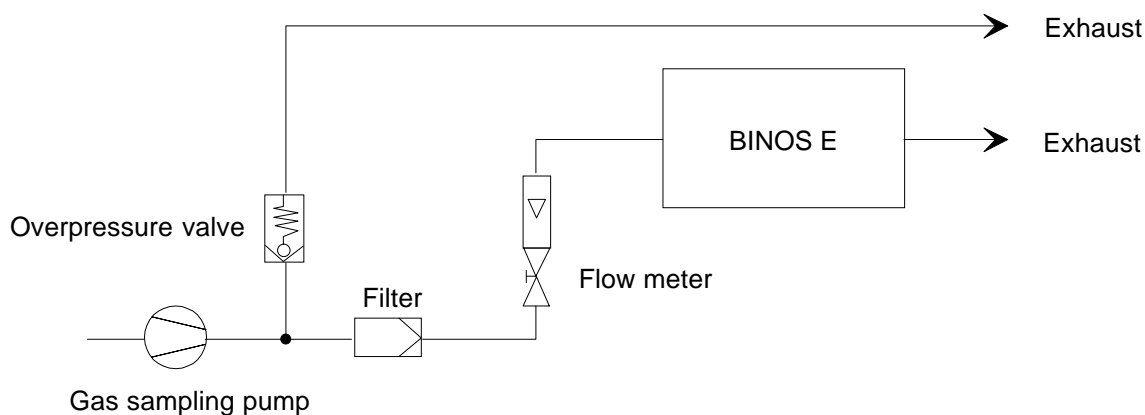 Exhaust
BINOS E
Exhaust
Overpressure valve
Flow meter
Filter
Gas sampling pump